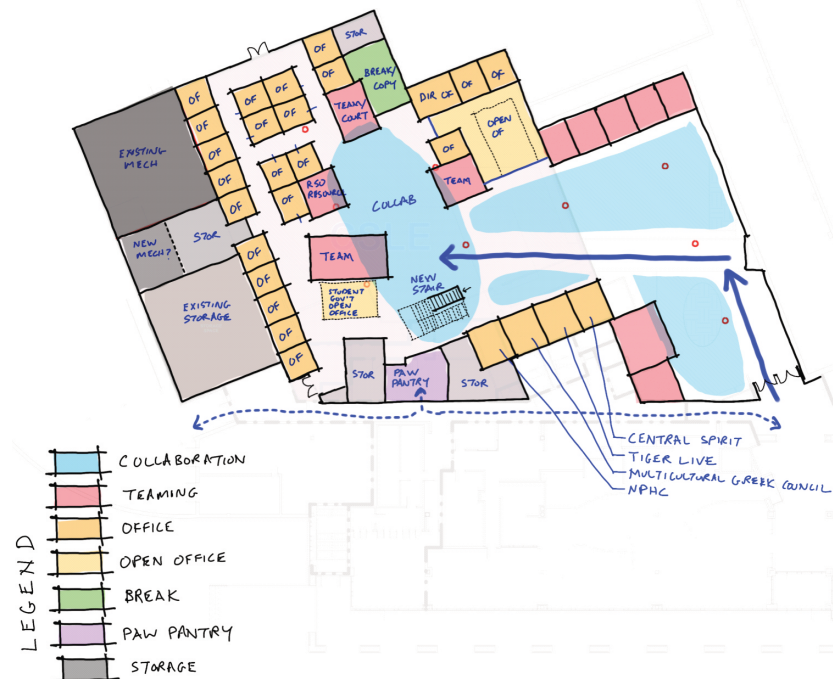 OF
STOR
OF
BREAK/
COPY
TEAM/
COURT
DIR OF
OF
OF
OPEN
OF
OF
TEAM
OF
OF
OF
OF
OF
OF
OF
OF
OF
EXISTING
MECH
OF
OF
OF
RSO
RESOURCE
COLLAB
NEW
MECH?
STOR
TEAM
STUDENT
GOV'T
OPEN
OFFICE
NEW
STAIR
EXISTING
STORAGE
OF
OF
OF
OF
OF
STOR
PAW
PANTRY
STOR
CENTRAL SPIRIT
TIGER LIVE
MULTICULTURAL GREEK COUNCIL
NPHC
LEGEND
COLLABORATION
TEAMING
OFFICE
OPEN OFFICE
BREAK
PAW PANTRY
STORAGE